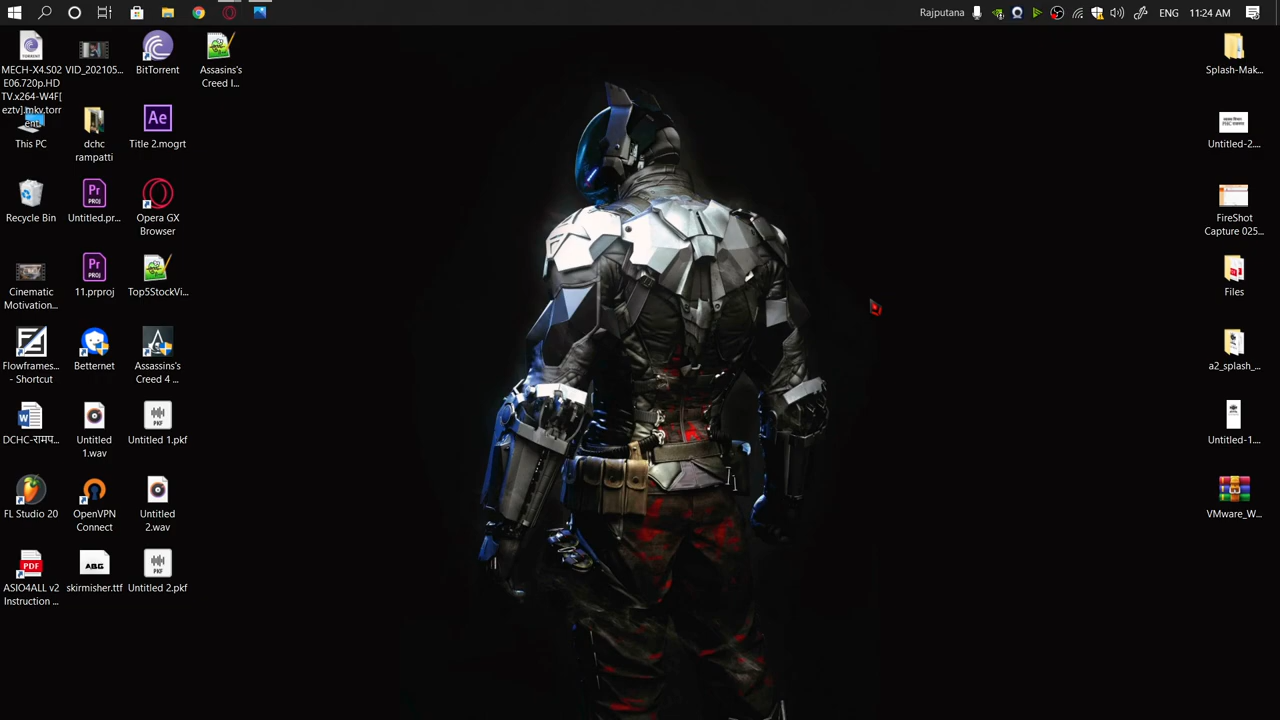 Rajputana
ENG
11:24 AM
MECH-X4.S02
E06.720p.HD
TV.x264-W4F[
eztv].mkv.torr
ent
VID_202105...
BitTorrent
Assasins's
Creed I...
This PC
dchc
rampatti
Ae
Title 2.mogrt
Recycle Bin
Pr
PROJ
Untitled.pr...
Opera GX
Browser
Cinematic
Motivation...
Pr
PROJ
11.prproj
Top5StockVi...
Flowframes...
- Shortcut
Betternet
Assassins's
Creed 4 ...
DCHC-रामप...
Untitled
1.wav
PKF
Untitled 1.pkf
FL Studio 20
OpenVPN
Connect
Untitled
2.wav
PDF
ASIO4ALL v2
Instruction ...
ABG
skirmisher.ttf
PKF
Untitled 2.pkf
Splash-Mak...
Untitled-2....
FireShot
Capture 025...
Files
a2_splash_...
Untitled-1....
VMware_W...